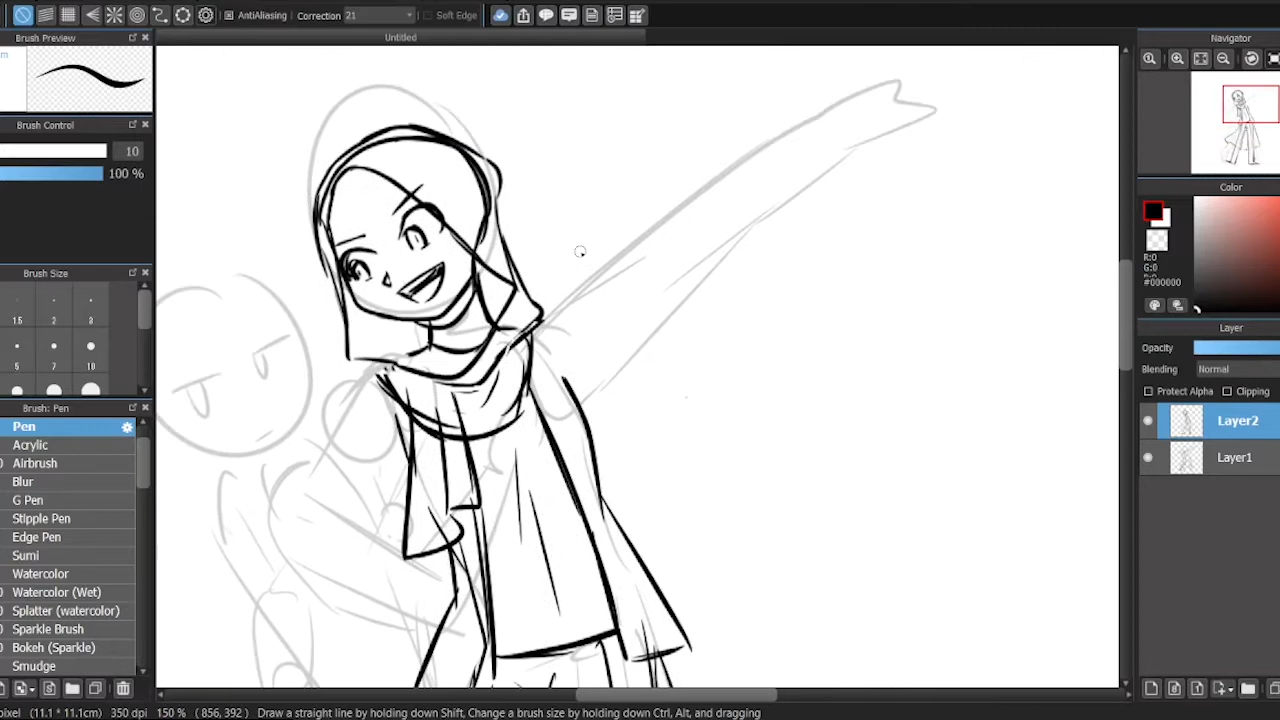 AntiAliasing Correction 21 Soft Edge
Brush Preview
Untitled
Navigator
Brush Control
10
100 %
Brush Size
1.5 2 3
5 7 10
Brush: Pen
Pen
Acrylic
Airbrush
Blur
G Pen
Stipple Pen
Edge Pen
Sumi
Watercolor
Watercolor (Wet)
Splatter (watercolor)
Sparkle Brush
Bokeh (Sparkle)
Smudge
Color
R:0
G:0
#000000
Layer
Opacity
Blending Normal
Protect Alpha Clipping
Layer2
Layer1
pixel (11.1 * 11.1cm) 350 dpi 150 % ( 856, 392 ) Draw a straight line by holding down Shift, Change a brush size by holding down Ctrl, Alt, and dragging